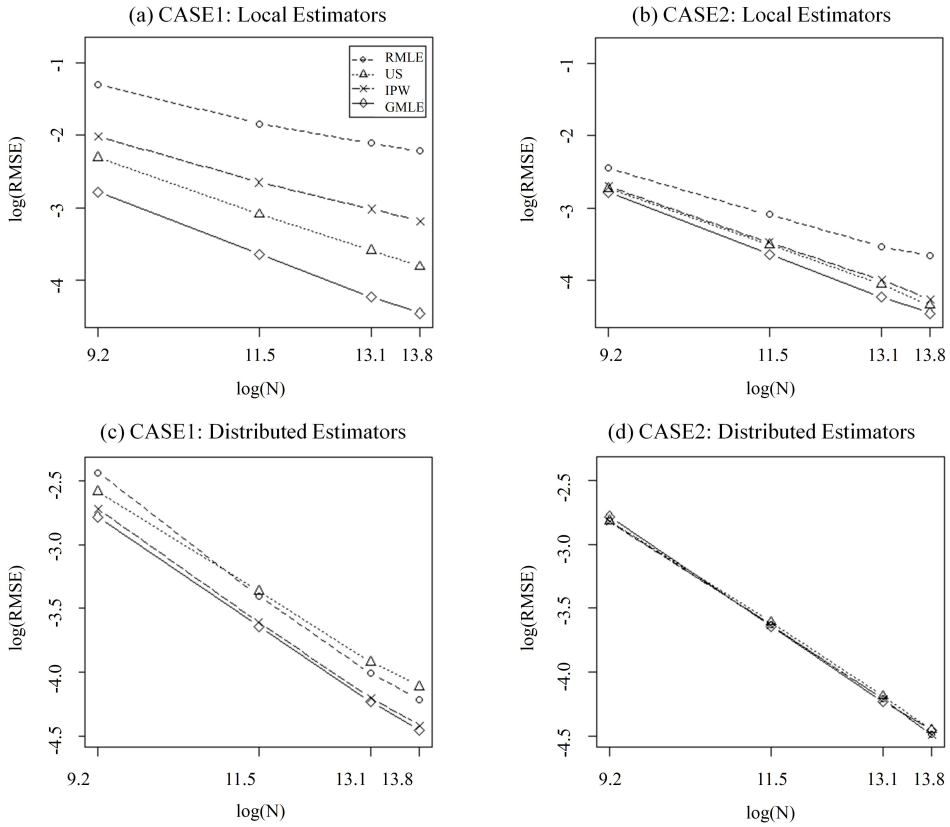 (a) CASE1: Local Estimators
log(RMSE)
-1
-2
-3
-4
RMLE
US
IPW
GMLE
9.2 11.5 13.1 13.8
log(N)
(b) CASE2: Local Estimators
log(RMSE)
-1
-2
-3
-4
9.2 11.5 13.1 13.8
log(N)
(c) CASE1: Distributed Estimators
log(RMSE)
-2.5
-3.0
-3.5
-4.0
-4.5
9.2 11.5 13.1 13.8
log(N)
(d) CASE2: Distributed Estimators
log(RMSE)
-2.5
-3.0
-3.5
-4.0
-4.5
9.2 11.5 13.1 13.8
log(N)